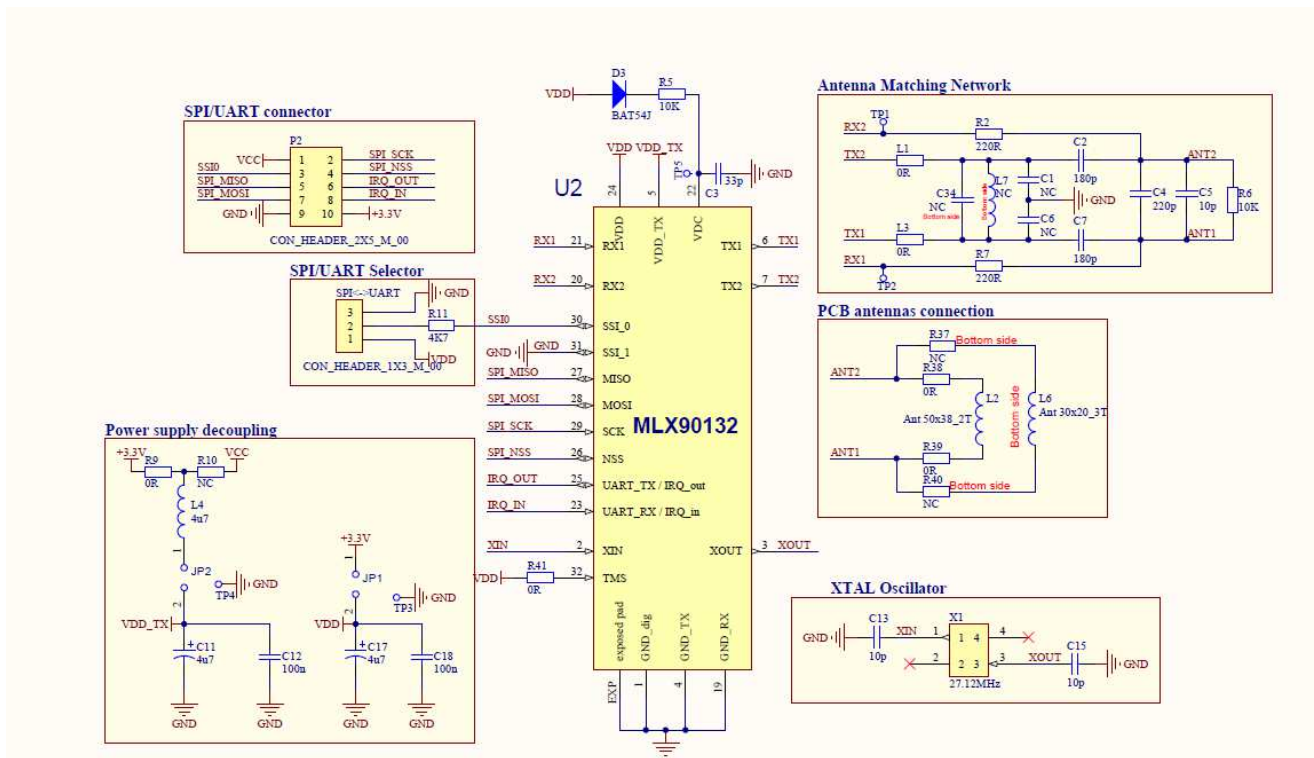 SPI/UART connector
P2
VCC 1 2 SPI_SCK
SSI0 3 4 SPI_NSS
SPI_MISO 5 6 IRQ_OUT
SPI_MOSI 7 8 IRQ_IN
GND 9 10 +3.3V
CON_HEADER_2X5_M_00
SPI/UART Selector
SPI<->UART
3 GND
2 R11
4K7
1 VDD
CON_HEADER_1X3_M_00
Power supply decoupling
+3.3V R9 R10 VCC
0R NC
L4
4u7
1
JP2
GND
TP4
2
VDD_TX
C11
4u7
C12
100n
GND GND
+3.3V
1
JP1
GND
TP3
2
VDD
C17
4u7
C18
100n
GND GND
D3
VDD
BAT54J
R5
10K
VDD VDD_TX
TP5
C3
33p
GND
U2
24 5 22
VDD VDD_TX VDC
RX1 21 RX1
RX2 20 RX2
SSI0 30 SSI_0
GND GND 31 SSI_1
SPI_MISO 27 MISO
SPI_MOSI 28 MOSI
SPI_SCK 29 SCK
SPI_NSS 26 NSS
IRQ_OUT 25 UART_TX / IRQ_out
IRQ_IN 23 UART_RX / IRQ_in
XIN 2 XIN
VDD R41 32 TMS
0R
MLX90132
TX1 6 TX1
TX2 7 TX2
XOUT 3 XOUT
exposed pad GND_dig GND_TX GND_RX
EXP 1 4 19
Antenna Matching Network
TP1
RX2 R2
220R
TX2 L1
0R
C2
180p
ANT2
C34
NC
Bottom side
L7
NC
Bottom side
C1
NC
GND
C6
NC
C4
220p
C5
10p
R6
10K
TX1 L3
0R
C7
180p
ANT1
RX1 R7
TP2 220R
PCB antennas connection
R37 Bottom side
NC
ANT2 R38
0R
L2
Ant 50x38_2T
Bottom side
L6
Ant 30x20_3T
ANT1 R39
0R
R40 Bottom side
NC
XTAL Oscillator
X1
GND C13 XIN 1 1 4 4
10p
2 2 3 3 XOUT C15 GND
27.12MHz 10p